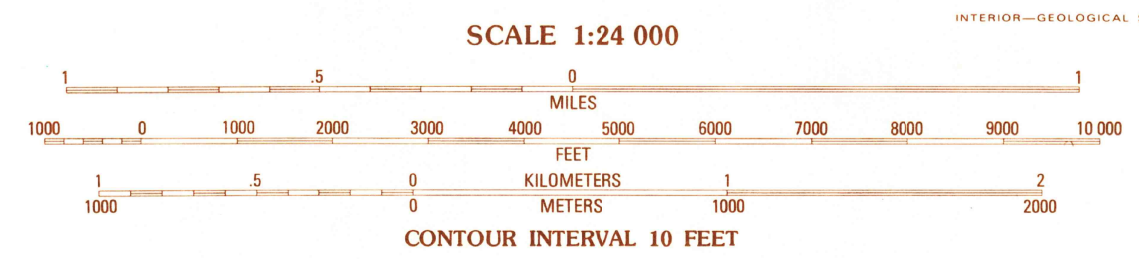 INTERIOR—GEOLOGICAL
SCALE 1:24 000
1 .5 0 1
MILES
1000 0 1000 2000 3000 4000 5000 6000 7000 8000 9000 10 000
FEET
1 .5 0 KILOMETERS 1 2
1000 0 METERS 1000 2000
CONTOUR INTERVAL 10 FEET